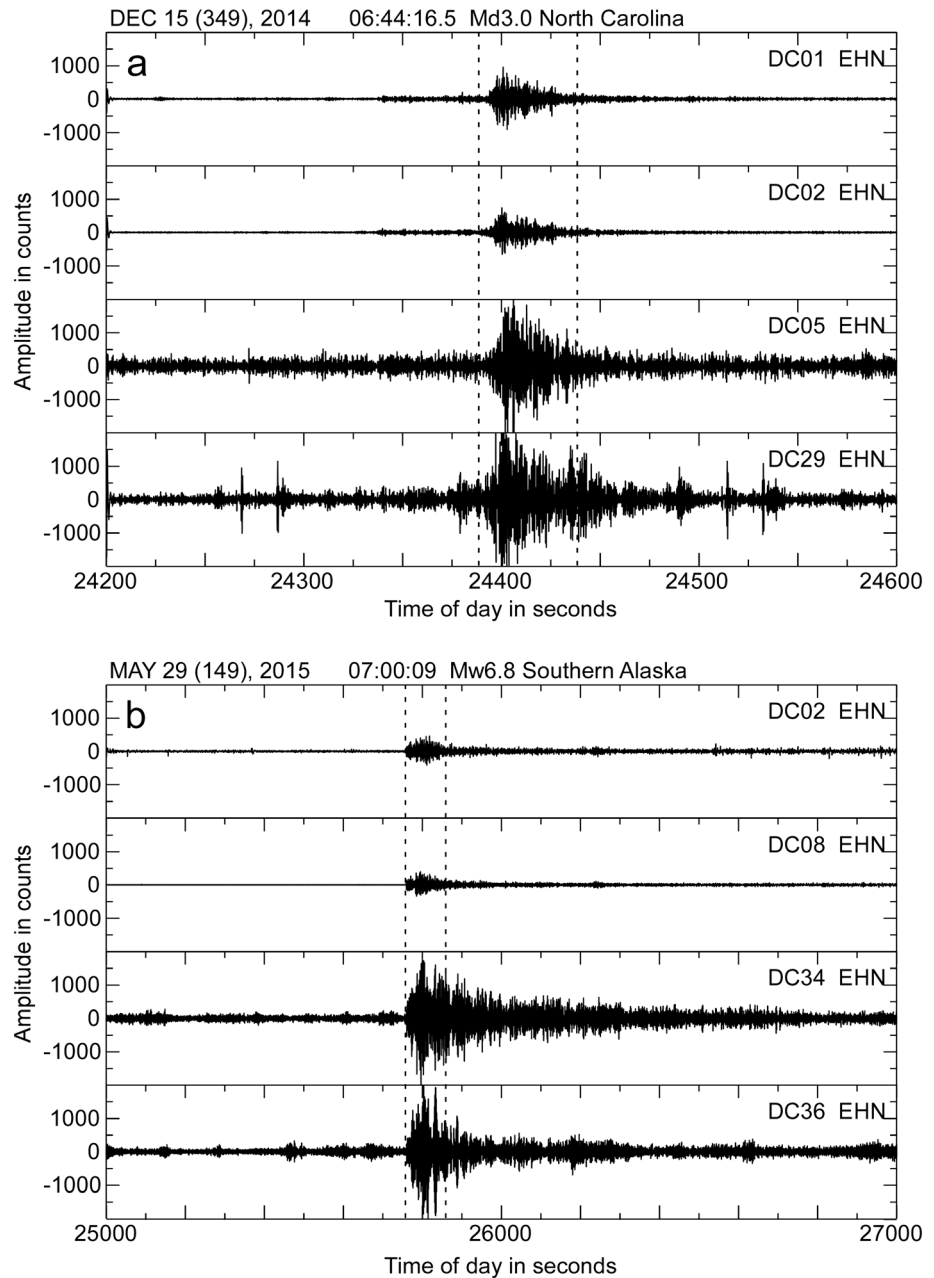 DEC 15 (349), 2014 06:44:16.5 Md3.0 North Carolina
a
DC01 EHN
1000
0
-1000
DC02 EHN
1000
0
-1000
DC05 EHN
1000
0
-1000
DC29 EHN
1000
0
-1000
Amplitude in counts
24200 24300 24400 24500 24600
Time of day in seconds
MAY 29 (149), 2015 07:00:09 Mw6.8 Southern Alaska
b
DC02 EHN
1000
0
-1000
DC08 EHN
1000
0
-1000
DC34 EHN
1000
0
-1000
DC36 EHN
1000
0
-1000
Amplitude in counts
25000 26000 27000
Time of day in seconds